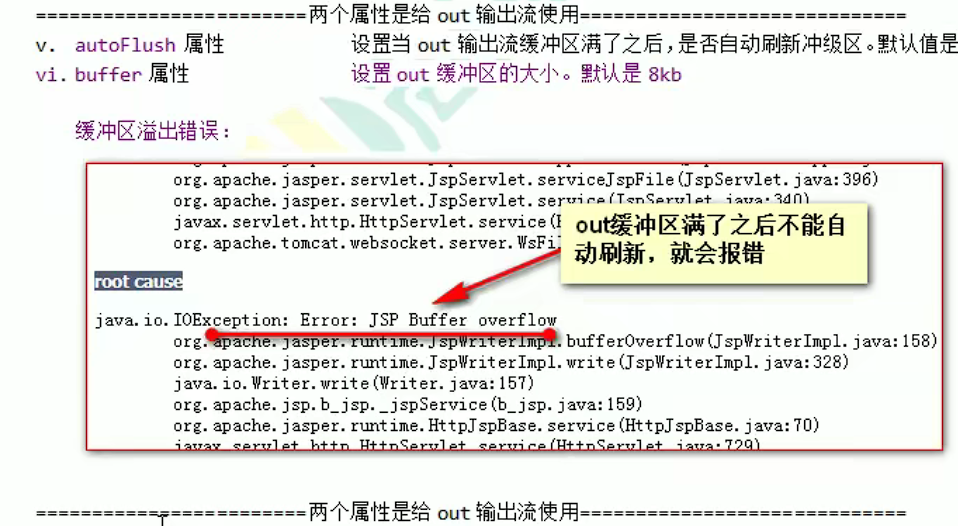 =========================两个属性是给 out 输出流使用==============================
v. autoFlush 属性 设置当 out 输出流缓冲区满了之后，是否自动刷新冲级区。默认值是
vi. buffer 属性 设置 out 缓冲区的大小。默认是 8kb
缓冲区溢出错误：
org.apache.jasper.servlet.JspServlet.serviceJspFile(JspServlet.java:396)
org.apache.jasper.servlet.JspServlet.service(JspServlet.java:340)
javax.servlet.http.HttpServlet.service(
org.apache.tomcat.websocket.server.WsFil
out缓冲区满了之后不能自
动刷新，就会报错
root cause
java.io.IOException: Error: JSP Buffer overflow
org.apache.jasper.runtime.JspWriterImpl.bufferOverflow(JspWriterImpl.java:158)
org.apache.jasper.runtime.JspWriterImpl.write(JspWriterImpl.java:328)
java.io.Writer.write(Writer.java:157)
org.apache.jsp.b_jsp._jspService(b_jsp.java:159)
org.apache.jasper.runtime.HttpJspBase.service(HttpJspBase.java:70)
javax.servlet.http.HttpServlet.service(HttpServlet.java:729)
=========================两个属性是给 out 输出流使用==============================